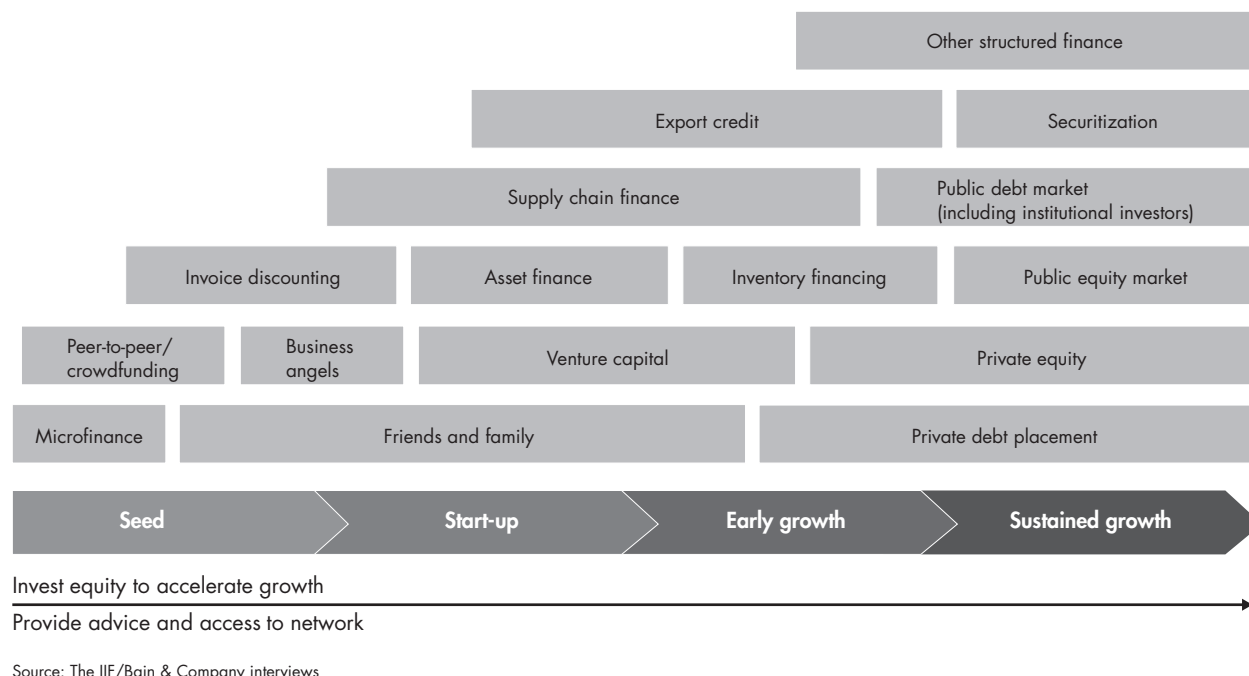 Other structured finance
Export credit
Securitization
Supply chain finance
Public debt market
(including institutional investors)
Invoice discounting
Asset finance
Inventory financing
Public equity market
Peer-to-peer/
crowdfunding
Business
angels
Venture capital
Private equity
Microfinance
Friends and family
Private debt placement
Seed
Start-up
Early growth
Sustained growth
Invest equity to accelerate growth
Provide advice and access to network
Source: The IIF/Bain & Company interviews